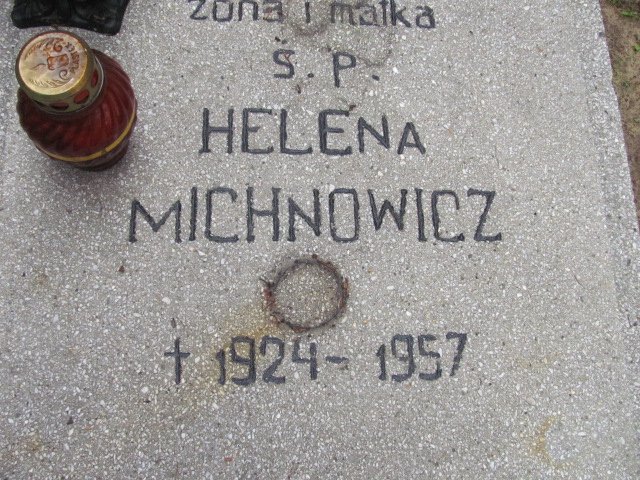 żona i matka
Ś. P.
HELENA
MICHNOWICZ
† 1924 - 1957